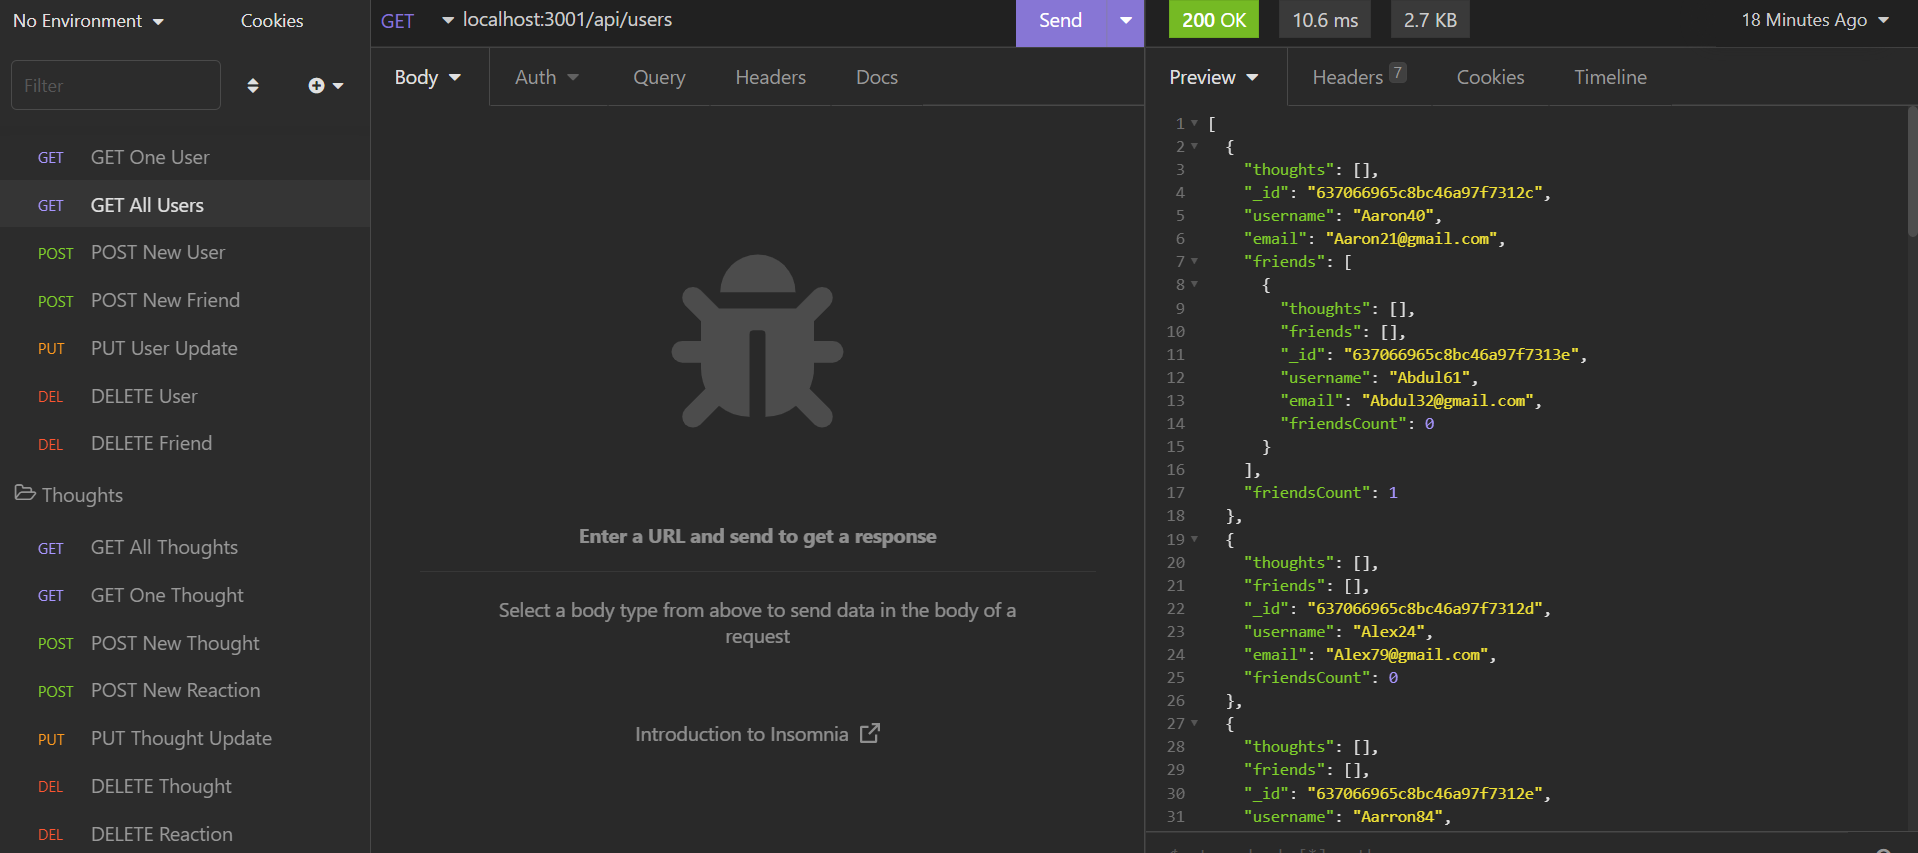 No Environment Cookies
Filter
GET GET One User
GET GET All Users
POST POST New User
POST POST New Friend
PUT PUT User Update
DEL DELETE User
DEL DELETE Friend
Thoughts
GET GET All Thoughts
GET GET One Thought
POST POST New Thought
POST POST New Reaction
PUT PUT Thought Update
DEL DELETE Thought
DEL DELETE Reaction
GET localhost:3001/api/users Send
Body Auth Query Headers Docs
Enter a URL and send to get a response
Select a body type from above to send data in the body of a
request
Introduction to Insomnia
200 OK 10.6 ms 2.7 KB 18 Minutes Ago
Preview Headers 7 Cookies Timeline
1 [
2 {
3 "thoughts": [],
4 "_id": "637066965c8bc46a97f7312c",
5 "username": "Aaron40",
6 "email": "Aaron21@gmail.com",
7 "friends": [
8 {
9 "thoughts": [],
10 "friends": [],
11 "_id": "637066965c8bc46a97f7313e",
12 "username": "Abdul61",
13 "email": "Abdul32@gmail.com",
14 "friendsCount": 0
15 }
16 ],
17 "friendsCount": 1
18 },
19 {
20 "thoughts": [],
21 "friends": [],
22 "_id": "637066965c8bc46a97f7312d",
23 "username": "Alex24",
24 "email": "Alex79@gmail.com",
25 "friendsCount": 0
26 },
27 {
28 "thoughts": [],
29 "friends": [],
30 "_id": "637066965c8bc46a97f7312e",
31 "username": "Aarron84",